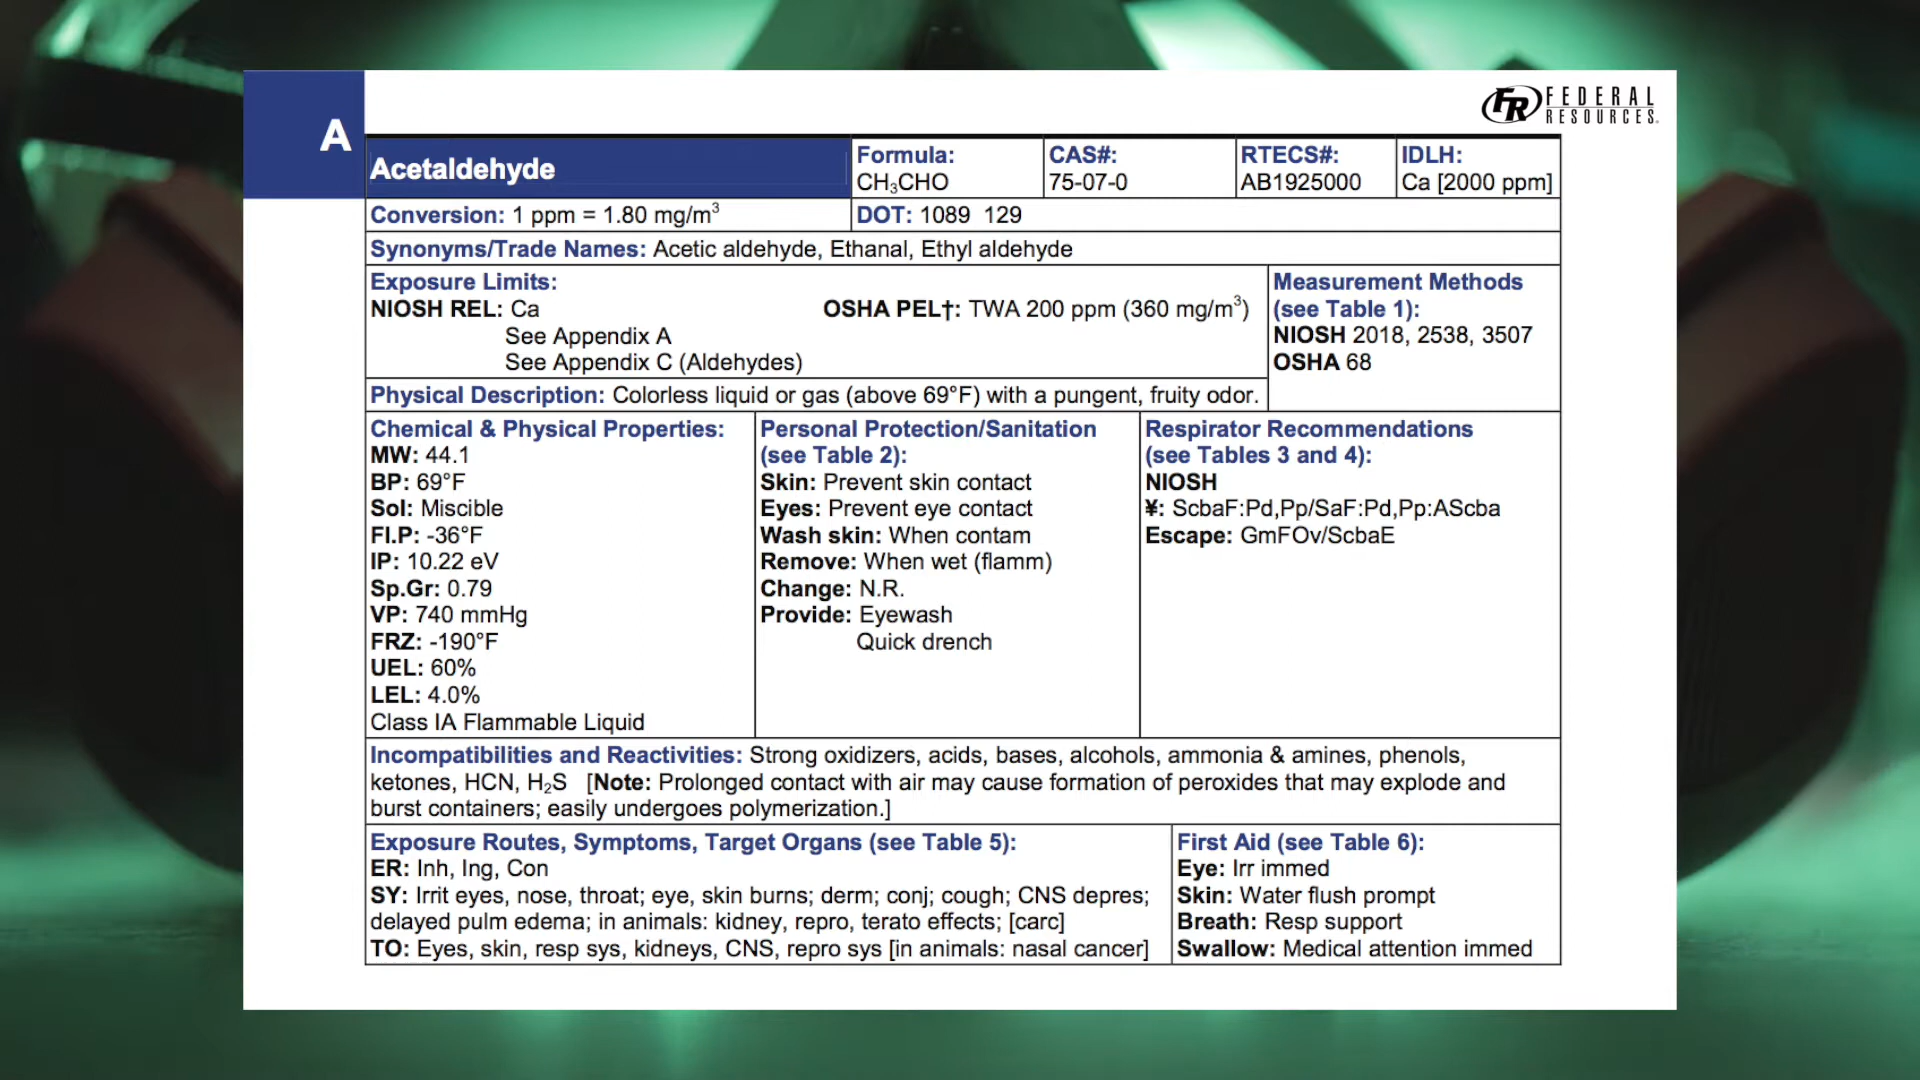 A
FR FEDERAL
RESOURCES.
Acetaldehyde
Formula:
CH₃CHO
CAS#:
75-07-0
RTECS#:
AB1925000
IDLH:
Ca [2000 ppm]
Conversion: 1 ppm = 1.80 mg/m³
DOT: 1089 129
Synonyms/Trade Names: Acetic aldehyde, Ethanal, Ethyl aldehyde
Exposure Limits:
NIOSH REL: Ca
See Appendix A
See Appendix C (Aldehydes)
OSHA PEL†: TWA 200 ppm (360 mg/m³)
Measurement Methods
(see Table 1):
NIOSH 2018, 2538, 3507
OSHA 68
Physical Description: Colorless liquid or gas (above 69°F) with a pungent, fruity odor.
Chemical & Physical Properties:
MW: 44.1
BP: 69°F
Sol: Miscible
Fl.P: -36°F
IP: 10.22 eV
Sp.Gr: 0.79
VP: 740 mmHg
FRZ: -190°F
UEL: 60%
LEL: 4.0%
Class IA Flammable Liquid
Personal Protection/Sanitation
(see Table 2):
Skin: Prevent skin contact
Eyes: Prevent eye contact
Wash skin: When contam
Remove: When wet (flamm)
Change: N.R.
Provide: Eyewash
Quick drench
Respirator Recommendations
(see Tables 3 and 4):
NIOSH
¥: ScbaF:Pd,Pp/SaF:Pd,Pp:AScba
Escape: GmFOv/ScbaE
Incompatibilities and Reactivities: Strong oxidizers, acids, bases, alcohols, ammonia & amines, phenols,
ketones, HCN, H₂S [Note: Prolonged contact with air may cause formation of peroxides that may explode and
burst containers; easily undergoes polymerization.]
Exposure Routes, Symptoms, Target Organs (see Table 5):
ER: Inh, Ing, Con
SY: Irrit eyes, nose, throat; eye, skin burns; derm; conj; cough; CNS depres;
delayed pulm edema; in animals: kidney, repro, terato effects; [carc]
TO: Eyes, skin, resp sys, kidneys, CNS, repro sys [in animals: nasal cancer]
First Aid (see Table 6):
Eye: Irr immed
Skin: Water flush prompt
Breath: Resp support
Swallow: Medical attention immed